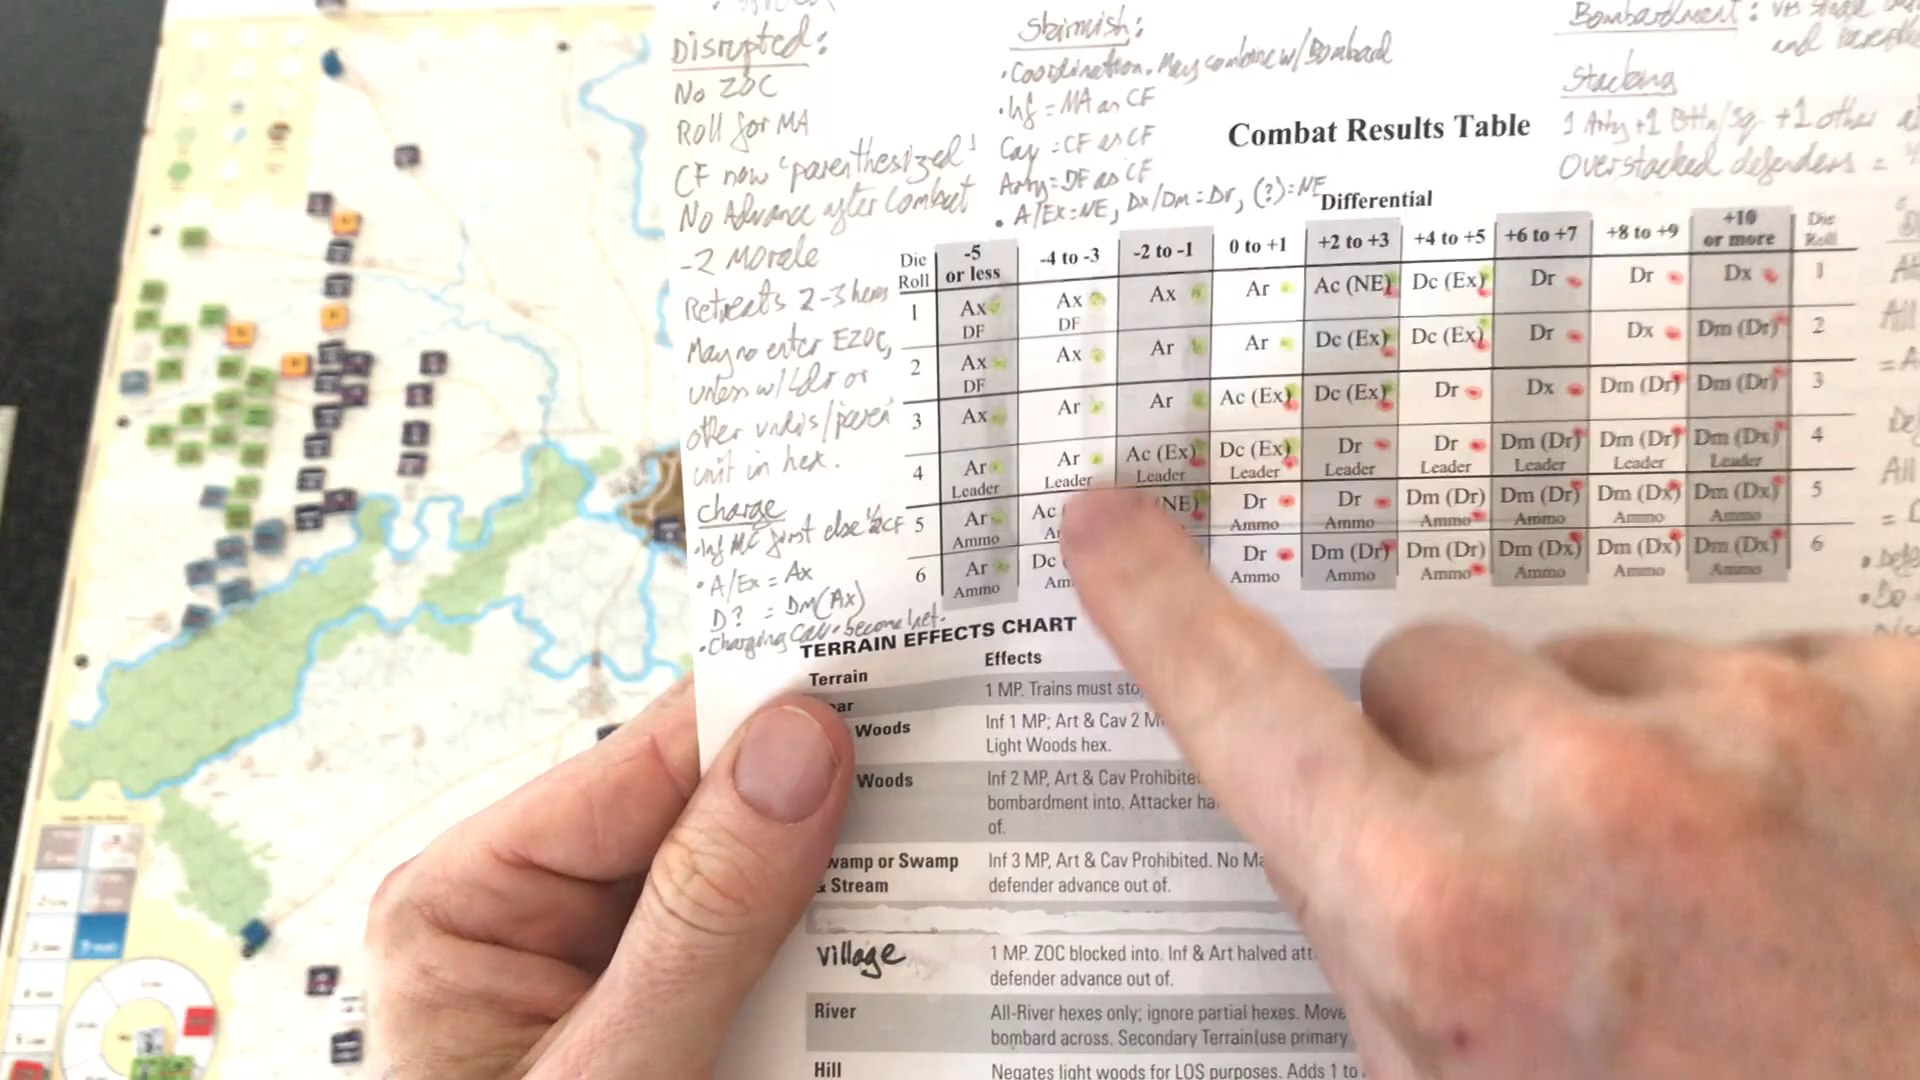 Disrupted:
No ZOC
Roll for MA
CF now 'parenthesized'
No Advance after Combat
-2 Morale
Retreats 2-3 hexes
May no enter EZOC,
unless w/Ldr or
other undis/paren
unit in hex.
Charge
• Inf MC first else ½CF
• A/Ex = Ax
D? = Dm(Ax)
• Charging Cav
Skirmish:
• Coordination. May combine w/Bombard
• Inf = MA as CF
Cav = CF as CF
Arty = DF as CF
• A/Ex=NE, Dx/Dm=Dr, (?)=NE
Bombardment:
and
Stacking
1 Arty +1 Bttn/Sq. +1 other
Overstacked defenders =
Combat Results Table
Differential
Die Roll -5 or less -4 to -3 -2 to -1 0 to +1 +2 to +3 +4 to +5 +6 to +7 +8 to +9 +10 or more Die Roll
1 Ax DF Ax DF Ax Ar Ac (NE) Dc (Ex) Dr Dr Dx 1
2 Ax DF Ax Ar Ar Dc (Ex) Dc (Ex) Dr Dx Dm (Dr) 2
3 Ax Ar Ar Ac (Ex) Dc (Ex) Dr Dx Dm (Dr) Dm (Dr) 3
4 Ar Leader Ar Leader Ac (Ex) Leader Dc (Ex) Leader Dr Leader Dr Leader Dm (Dr) Leader Dm (Dr) Leader Dm (Dx) Leader 4
5 Ar Ammo Ac (NE) Dr Ammo Dr Ammo Dm (Dr) Ammo Dm (Dr) Ammo Dm (Dx) Ammo Dm (Dx) Ammo 5
6 Ar Ammo Dc Dr Ammo Dm (Dr) Ammo Dm (Dr) Ammo Dm (Dx) Ammo Dm (Dx) Ammo Dm (Dx) Ammo 6
TERRAIN EFFECTS CHART
Terrain Effects
1 MP. Trains must
Woods Inf 1 MP; Art & Cav 2
Light Woods hex.
Woods Inf 2 MP, Art & Cav
bombardment into. Attacker
of.
or Swamp Inf 3 MP, Art & Cav Prohibited. No
& Stream defender advance out of.
Village 1 MP. ZOC blocked into. Inf & Art halved
defender advance out of.
River All-River hexes only; ignore partial hexes. Move
bombard across. Secondary Terrain(use primary
Hill Negates light woods for LOS purposes. Adds 1 to